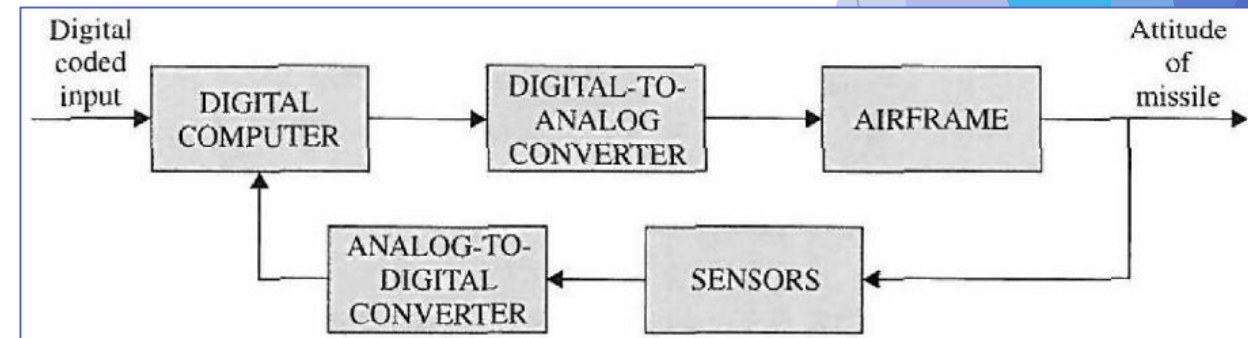 Digital
coded
input
DIGITAL
COMPUTER
DIGITAL-TO-
ANALOG
CONVERTER
AIRFRAME
Attitude
of
missile
ANALOG-TO-
DIGITAL
CONVERTER
SENSORS